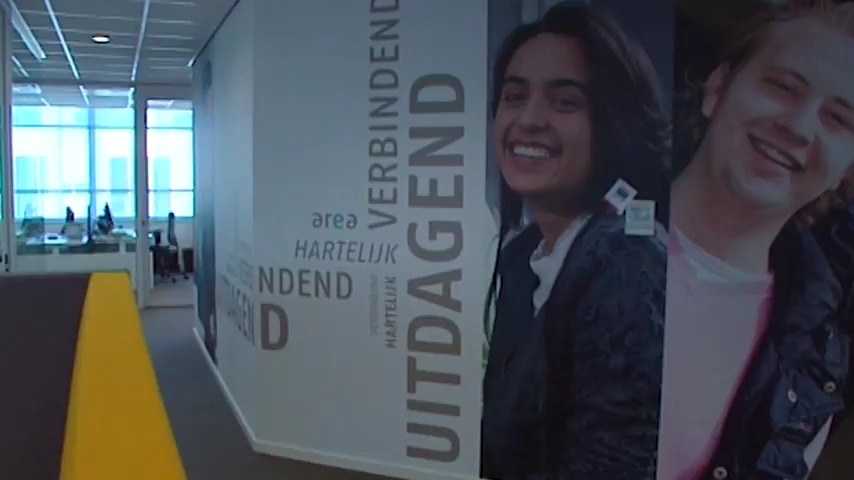 VERBINDEND
UITDAGEND
area
HARTELIJK
NDEND
HARTELIJK
D